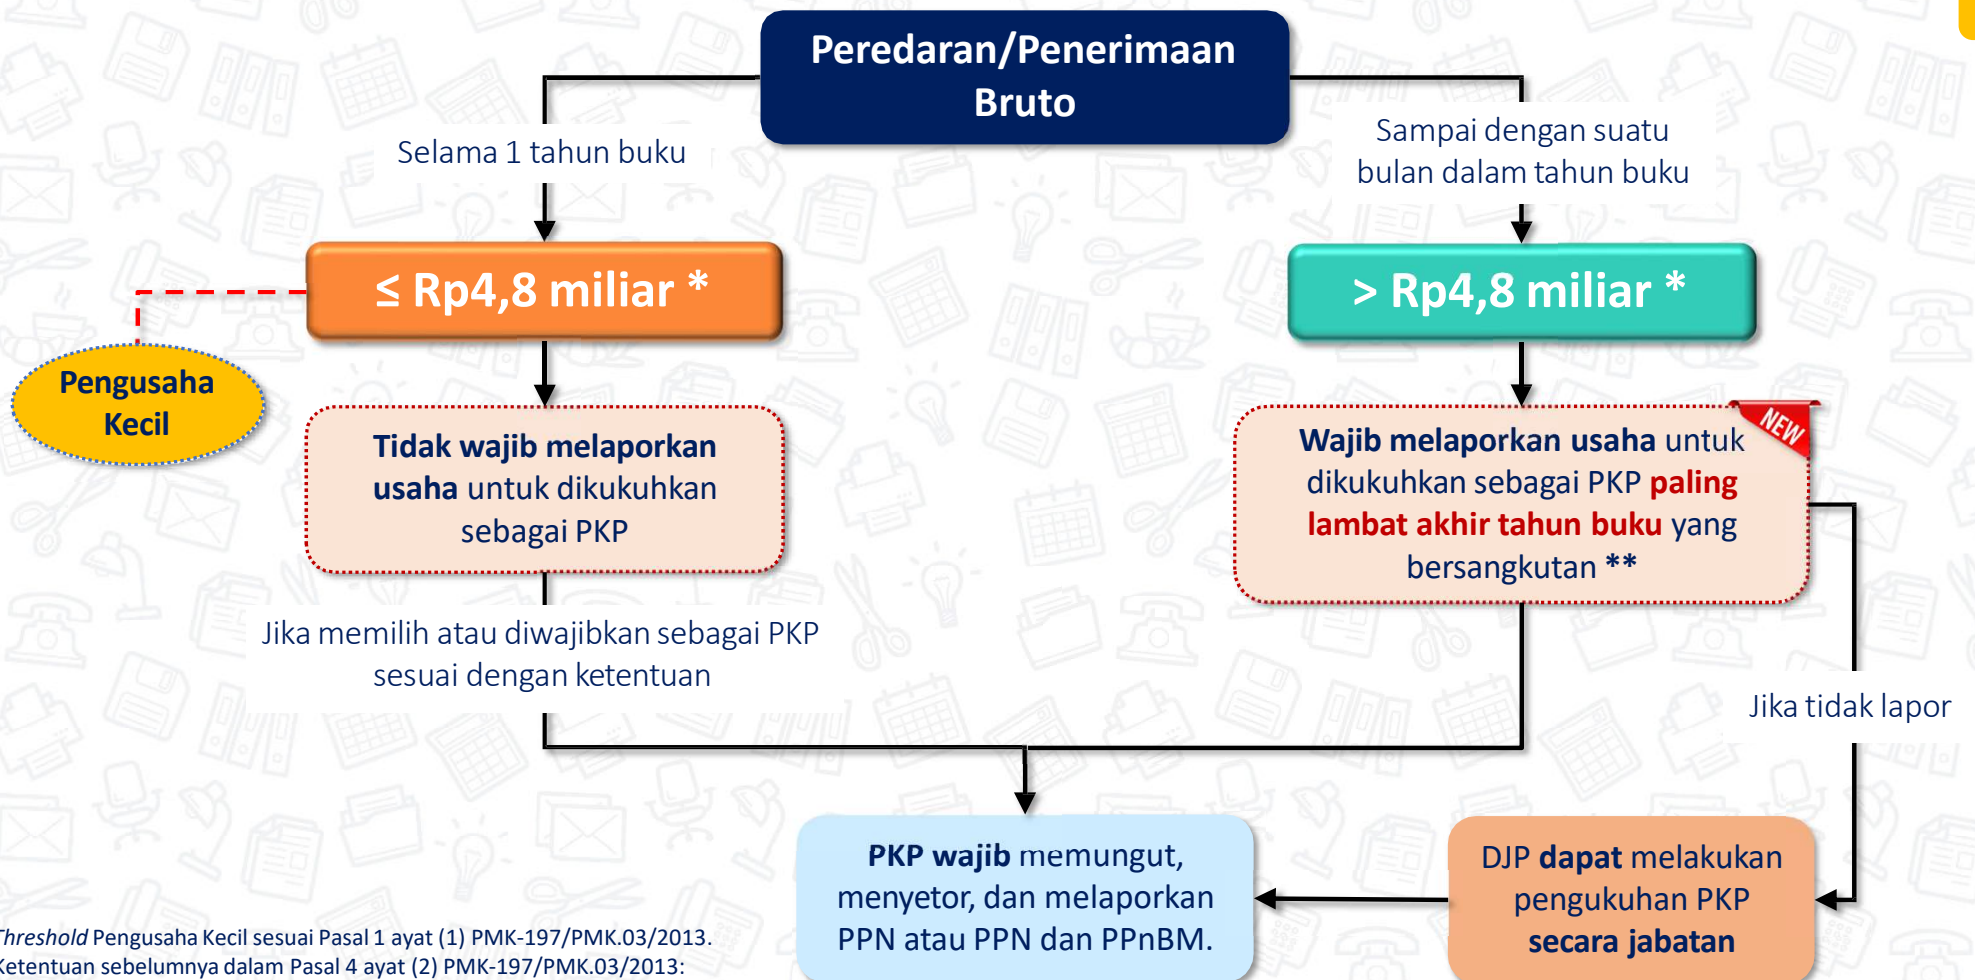 Peredaran/Penerimaan
Bruto
Selama 1 tahun buku
Sampai dengan suatu
bulan dalam tahun buku
≤ Rp4,8 miliar *
> Rp4,8 miliar *
Pengusaha
Kecil
Tidak wajib melaporkan
usaha untuk dikukuhkan
sebagai PKP
NEW
Wajib melaporkan usaha untuk
dikukuhkan sebagai PKP paling
lambat akhir tahun buku yang
bersangkutan **
Jika memilih atau diwajibkan sebagai PKP
sesuai dengan ketentuan
Jika tidak lapor
PKP wajib memungut,
menyetor, dan melaporkan
PPN atau PPN dan PPnBM.
DJP dapat melakukan
pengukuhan PKP
secara jabatan
Threshold Pengusaha Kecil sesuai Pasal 1 ayat (1) PMK-197/PMK.03/2013.
Ketentuan sebelumnya dalam Pasal 4 ayat (2) PMK-197/PMK.03/2013: